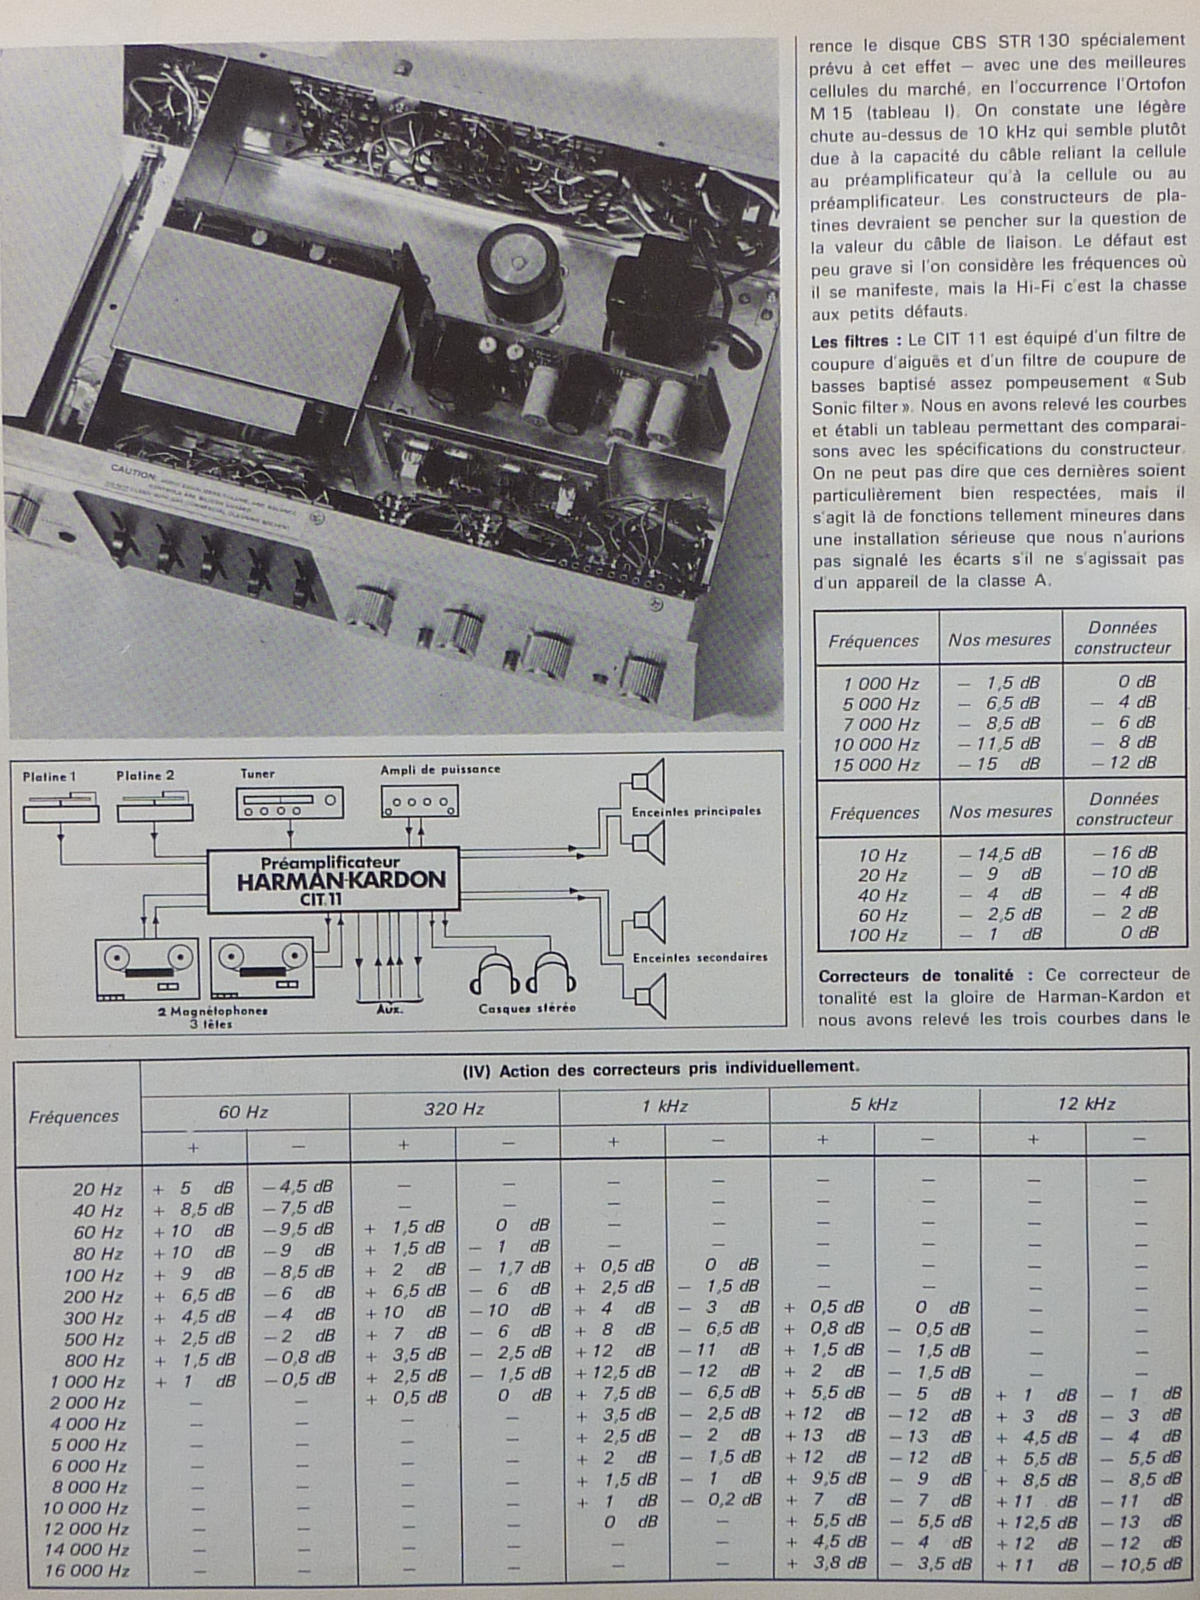 rence le disque CBS STR 130 spécialement
prévu à cet effet — avec une des meilleures
cellules du marché, en l'occurrence l'Ortofon
M 15 (tableau I). On constate une légère
chute au-dessus de 10 kHz qui semble plutôt
due à la capacité du câble reliant la cellule
au préamplificateur qu'à la cellule ou au
préamplificateur. Les constructeurs de pla-
tines devraient se pencher sur la question de
la valeur du câble de liaison. Le défaut est
peu grave si l'on considère les fréquences où
il se manifeste, mais la Hi-Fi c'est la chasse
aux petits défauts.
Les filtres : Le CIT 11 est équipé d'un filtre de
coupure d'aiguës et d'un filtre de coupure de
basses baptisé assez pompeusement « Sub
Sonic filter ». Nous en avons relevé les courbes
et établi un tableau permettant des comparai-
sons avec les spécifications du constructeur.
On ne peut pas dire que ces dernières soient
particulièrement bien respectées, mais il
s'agit là de fonctions tellement mineures dans
une installation sérieuse que nous n'aurions
pas signalé les écarts s'il ne s'agissait pas
d'un appareil de la classe A.
Fréquences Nos mesures Données constructeur
1 000 Hz — 1,5 dB 0 dB
5 000 Hz — 6,5 dB — 4 dB
7 000 Hz — 8,5 dB — 6 dB
10 000 Hz — 11,5 dB — 8 dB
15 000 Hz — 15 dB — 12 dB
Fréquences Nos mesures Données constructeur
10 Hz — 14,5 dB — 16 dB
20 Hz — 9 dB — 10 dB
40 Hz — 4 dB — 4 dB
60 Hz — 2,5 dB — 2 dB
100 Hz — 1 dB 0 dB
Correcteurs de tonalité : Ce correcteur de
tonalité est la gloire de Harman-Kardon et
nous avons relevé les trois courbes dans le
CAUTION:
Platine 1 Platine 2 Tuner Ampli de puissance
Enceintes principales
Préamplificateur
HARMAN-KARDON
CIT.11
Enceintes secondaires
2 Magnétophones
3 têtes
Aux.
Casques stéréo
(IV) Action des correcteurs pris individuellement.
Fréquences 60 Hz 320 Hz 1 kHz 5 kHz 12 kHz
+ — + — + — + — + —
20 Hz + 5 dB — 4,5 dB — — — — — — — —
40 Hz + 8,5 dB — 7,5 dB — — — — — — — —
60 Hz + 10 dB — 9,5 dB + 1,5 dB 0 dB — — — — — —
80 Hz + 10 dB — 9 dB + 1,5 dB — 1 dB — — — — — —
100 Hz + 9 dB — 8,5 dB + 2 dB — 1,7 dB + 0,5 dB 0 dB — — — —
200 Hz + 6,5 dB — 6 dB + 6,5 dB — 6 dB + 2,5 dB — 1,5 dB — — — —
300 Hz + 4,5 dB — 4 dB + 10 dB — 10 dB + 4 dB — 3 dB + 0,5 dB 0 dB — —
500 Hz + 2,5 dB — 2 dB + 7 dB — 6 dB + 8 dB — 6,5 dB + 0,8 dB — 0,5 dB — —
800 Hz + 1,5 dB — 0,8 dB + 3,5 dB — 2,5 dB + 12 dB — 11 dB + 1,5 dB — 1,5 dB — —
1 000 Hz + 1 dB — 0,5 dB + 2,5 dB — 1,5 dB + 12,5 dB — 12 dB + 2 dB — 1,5 dB — —
2 000 Hz — — + 0,5 dB 0 dB + 7,5 dB — 6,5 dB + 5,5 dB — 5 dB + 1 dB — 1 dB
4 000 Hz — — — — + 3,5 dB — 2,5 dB + 12 dB — 12 dB + 3 dB — 3 dB
5 000 Hz — — — — + 2,5 dB — 2 dB + 13 dB — 13 dB + 4,5 dB — 4 dB
6 000 Hz — — — — + 2 dB — 1,5 dB + 12 dB — 12 dB + 5,5 dB — 5,5 dB
8 000 Hz — — — — + 1,5 dB — 1 dB + 9,5 dB — 9 dB + 8,5 dB — 8,5 dB
10 000 Hz — — — — + 1 dB — 0,2 dB + 7 dB — 7 dB + 11 dB — 11 dB
12 000 Hz — — — — 0 dB — + 5,5 dB — 5,5 dB + 12,5 dB — 13 dB
14 000 Hz — — — — — — + 4,5 dB — 4 dB + 12 dB — 12 dB
16 000 Hz — — — — — — + 3,8 dB — 3,5 dB + 11 dB — 10,5 dB